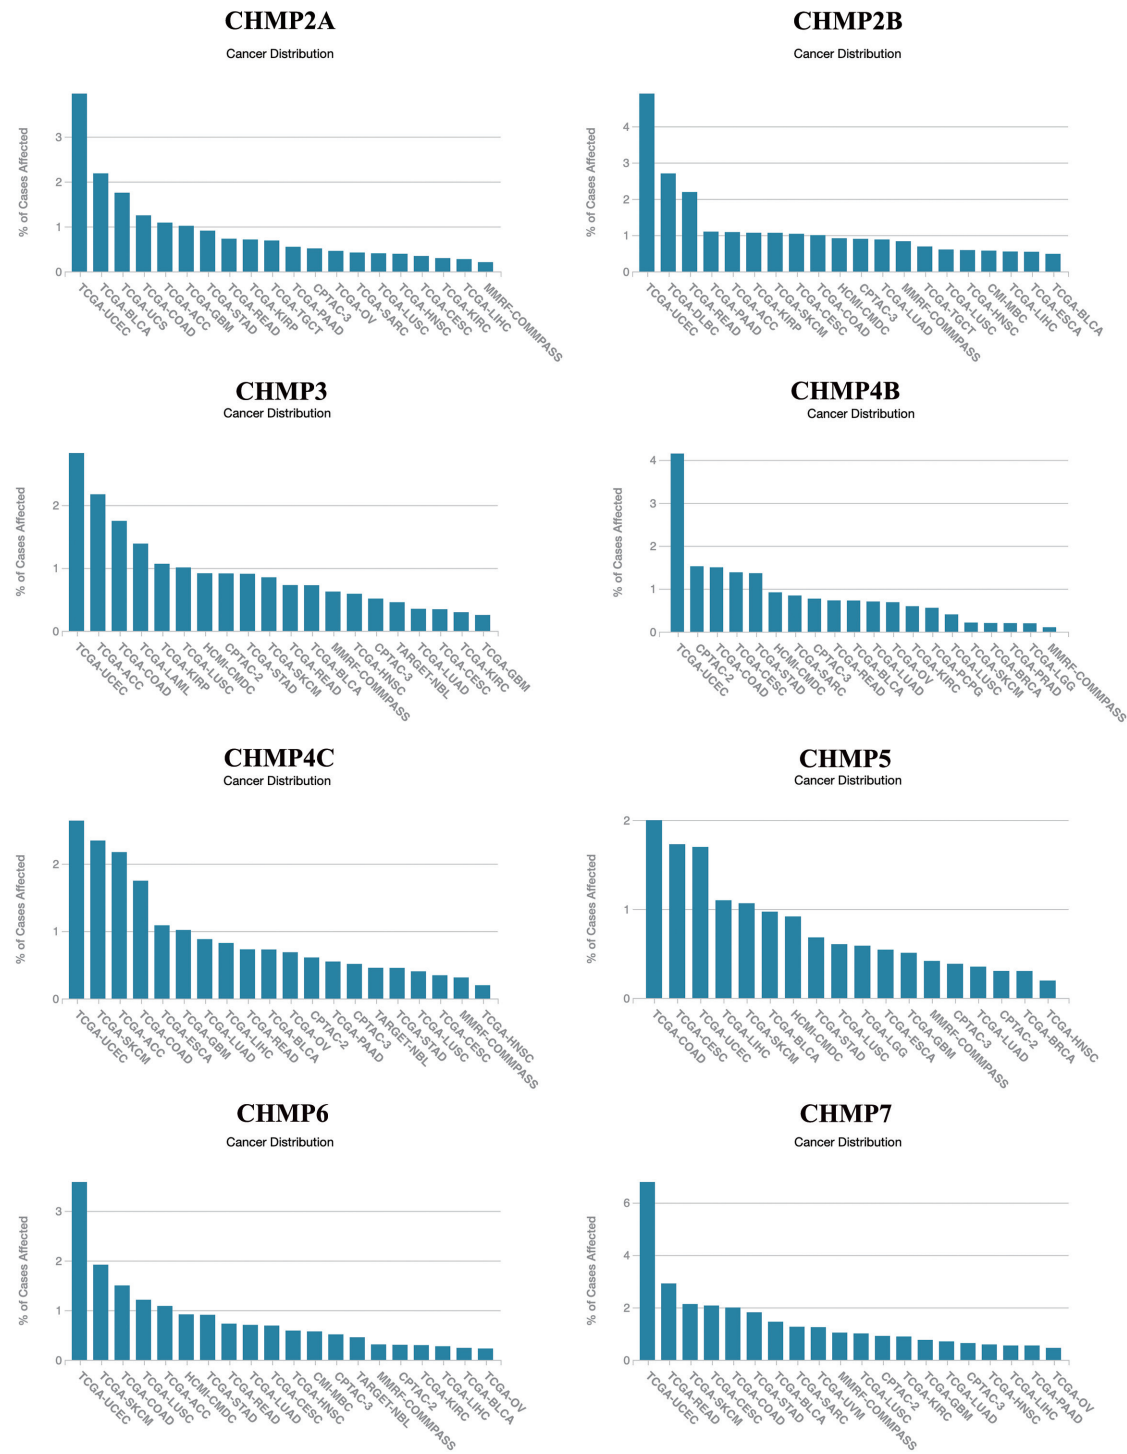 CHMP2A
Cancer Distribution
% of Cases Affected
3
2
1
0
TCGA-UCEC
TCGA-BLCA
TCGA-UCS
TCGA-COAD
TCGA-ACC
TCGA-GBM
TCGA-STAD
TCGA-READ
TCGA-KIRP
TCGA-TGCT
TCGA-PAAD
CPTAC-3
TCGA-OV
TCGA-SARC
TCGA-LUSC
TCGA-HNSC
TCGA-CESC
TCGA-KIRC
TCGA-LIHC
MMRF-COMMPASS
CHMP2B
Cancer Distribution
% of Cases Affected
4
3
2
1
0
TCGA-UCEC
TCGA-DLBC
TCGA-READ
TCGA-PAAD
TCGA-ACC
TCGA-KIRP
TCGA-SKCM
TCGA-CESC
TCGA-COAD
HCMI-CMDC
CPTAC-3
TCGA-LUAD
MMRF-COMMPASS
TCGA-TGCT
TCGA-LUSC
TCGA-HNSC
CMI-MBC
TCGA-LIHC
TCGA-ESCA
TCGA-BLCA
CHMP3
Cancer Distribution
% of Cases Affected
2
1
0
TCGA-UCEC
TCGA-ACC
TCGA-COAD
TCGA-LAML
TCGA-KIRP
TCGA-LUSC
HCMI-CMDC
CPTAC-2
TCGA-STAD
TCGA-SKCM
TCGA-READ
TCGA-BLCA
MMRF-COMMPASS
TCGA-HNSC
CPTAC-3
TARGET-NBL
TCGA-LUAD
TCGA-CESC
TCGA-KIRC
TCGA-GBM
CHMP4B
Cancer Distribution
% of Cases Affected
4
3
2
1
0
TCGA-UCEC
CPTAC-2
TCGA-COAD
TCGA-CESC
TCGA-STAD
HCMI-CMDC
TCGA-SARC
CPTAC-3
TCGA-READ
TCGA-BLCA
TCGA-LUAD
TCGA-OV
TCGA-KIRC
TCGA-PCPG
TCGA-LUSC
TCGA-SKCM
TCGA-BRCA
TCGA-PRAD
TCGA-LGG
MMRF-COMMPASS
CHMP4C
Cancer Distribution
% of Cases Affected
2
1
0
TCGA-UCEC
TCGA-SKCM
TCGA-ACC
TCGA-COAD
TCGA-ESCA
TCGA-GBM
TCGA-LUAD
TCGA-LIHC
TCGA-READ
TCGA-BLCA
TCGA-OV
CPTAC-2
TCGA-PAAD
CPTAC-3
TARGET-NBL
TCGA-STAD
TCGA-LUSC
TCGA-CESC
MMRF-COMMPASS
TCGA-HNSC
CHMP5
Cancer Distribution
% of Cases Affected
2
1
0
TCGA-COAD
TCGA-CESC
TCGA-UCEC
TCGA-LIHC
TCGA-SKCM
TCGA-BLCA
HCMI-CMDC
TCGA-STAD
TCGA-LUSC
TCGA-LGG
TCGA-ESCA
TCGA-GBM
MMRF-COMMPASS
CPTAC-3
TCGA-LUAD
CPTAC-2
TCGA-BRCA
TCGA-HNSC
CHMP6
Cancer Distribution
% of Cases Affected
3
2
1
0
TCGA-UCEC
TCGA-SKCM
TCGA-COAD
TCGA-LUSC
TCGA-ACC
HCMI-CMDC
TCGA-STAD
TCGA-READ
TCGA-LUAD
TCGA-CESC
TCGA-HNSC
CMI-MBC
CPTAC-3
TARGET-NBL
MMRF-COMMPASS
CPTAC-2
TCGA-KIRC
TCGA-LIHC
TCGA-BLCA
TCGA-OV
CHMP7
Cancer Distribution
% of Cases Affected
6
4
2
0
TCGA-UCEC
TCGA-READ
TCGA-SKCM
TCGA-CESC
TCGA-COAD
TCGA-STAD
TCGA-BLCA
TCGA-SARC
TCGA-UVM
MMRF-COMMPASS
TCGA-LUSC
CPTAC-2
TCGA-KIRC
TCGA-GBM
TCGA-LUAD
CPTAC-3
TCGA-HNSC
TCGA-LIHC
TCGA-PAAD
TCGA-OV